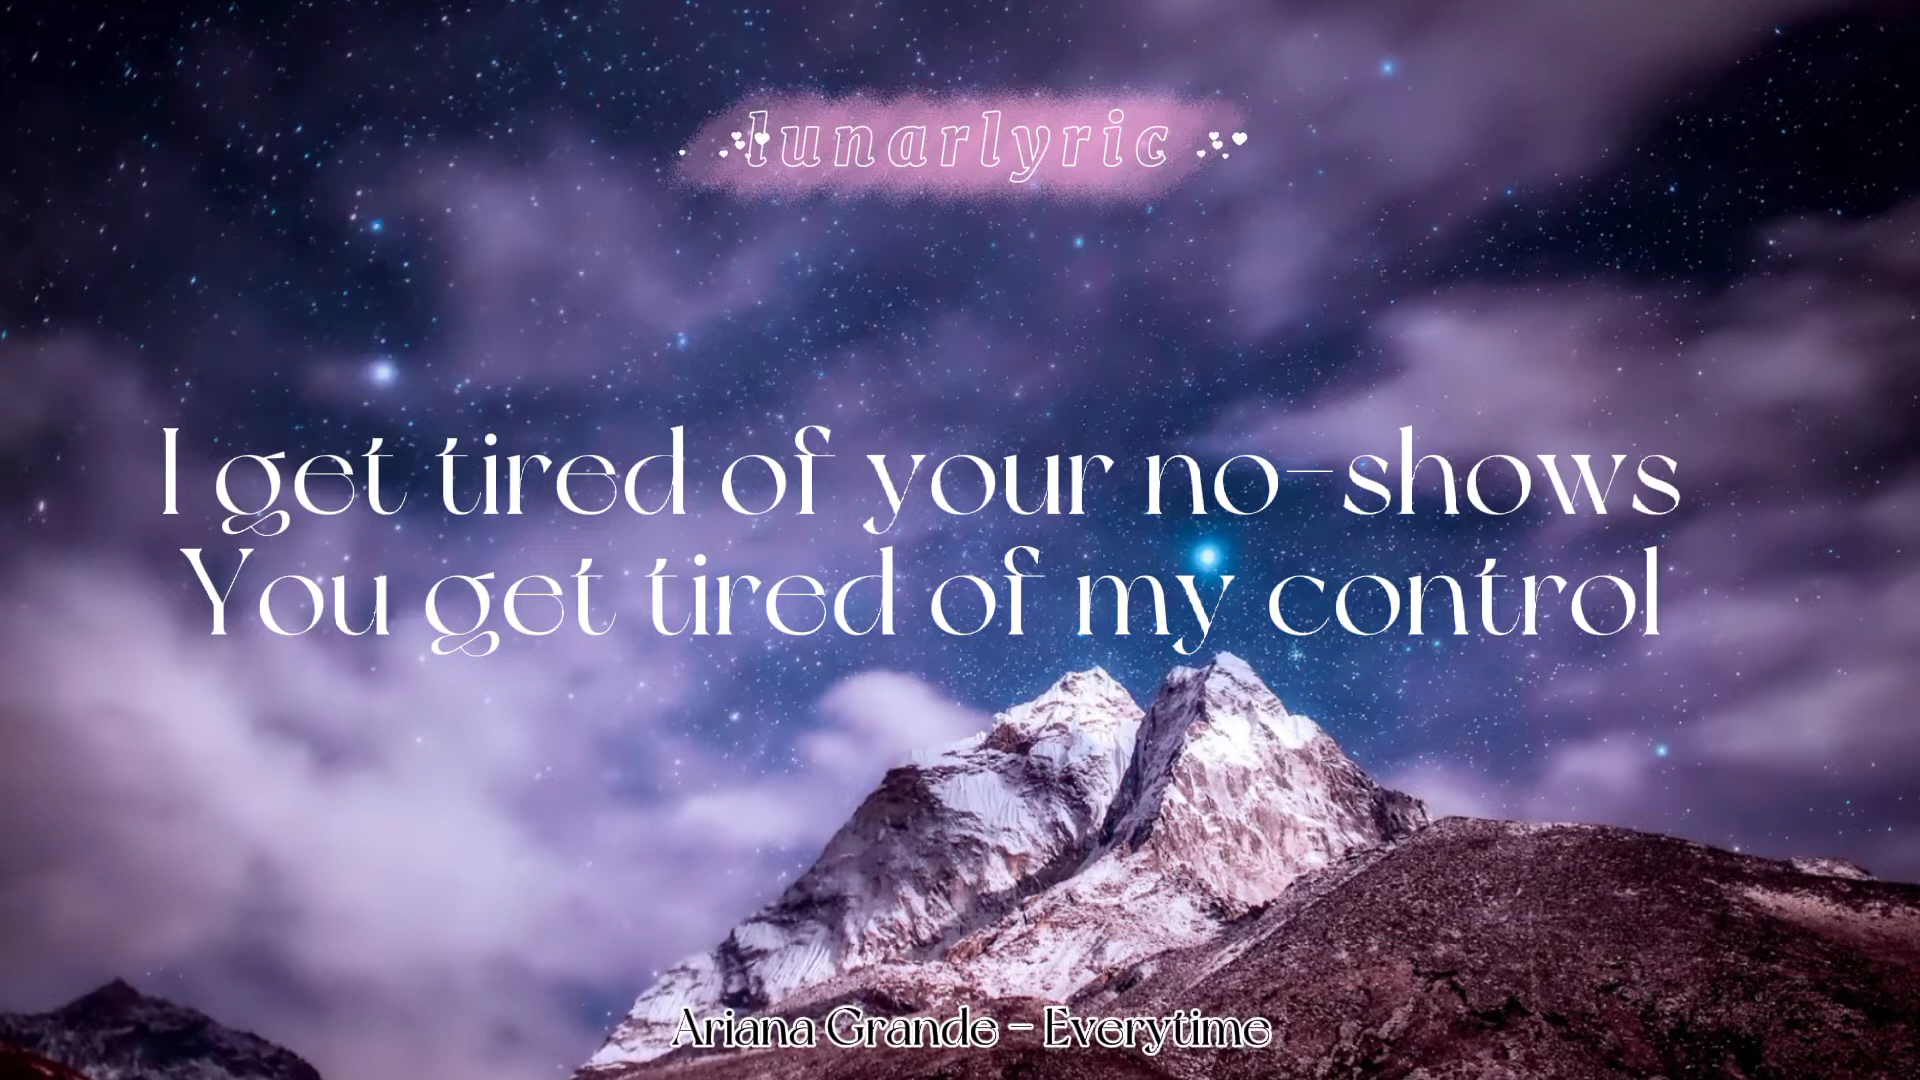 lunarlyric
I get tired of your no-shows
You get tired of my control
Ariana Grande - Everytime